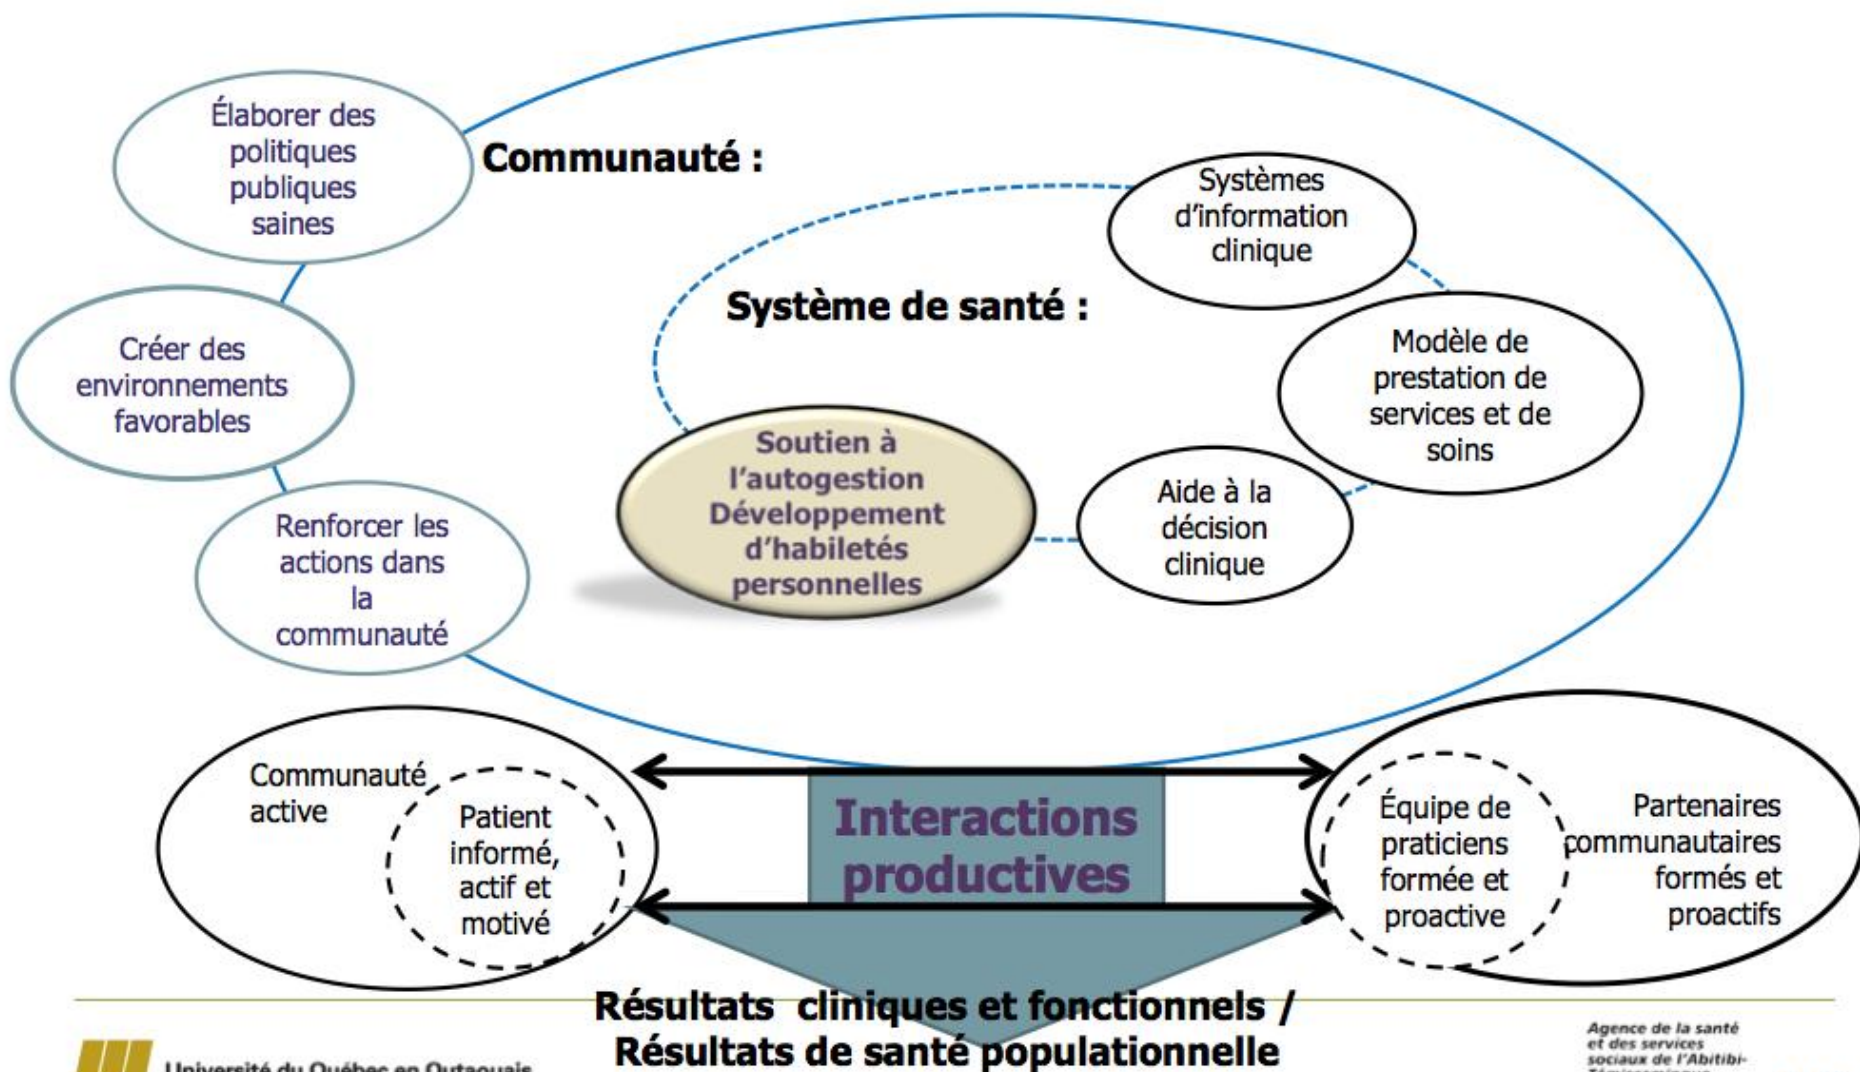 Élaborer des
politiques
publiques
saines
Communauté :
Systèmes
d'information
clinique
Système de santé :
Créer des
environnements
favorables
Modèle de
prestation de
services et de
soins
Soutien à
l'autogestion
Développement
d'habiletés
personnelles
Aide à la
décision
clinique
Renforcer les
actions dans
la
communauté
Communauté
active
Patient
informé,
actif et
motivé
Interactions
productives
Équipe de
praticiens
formée et
proactive
Partenaires
communautaires
formés et
proactifs
Résultats cliniques et fonctionnels /
Résultats de santé populationnelle
Université du Québec en Outaouais
Agence de la santé
et des services
sociaux de l'Abitibi-